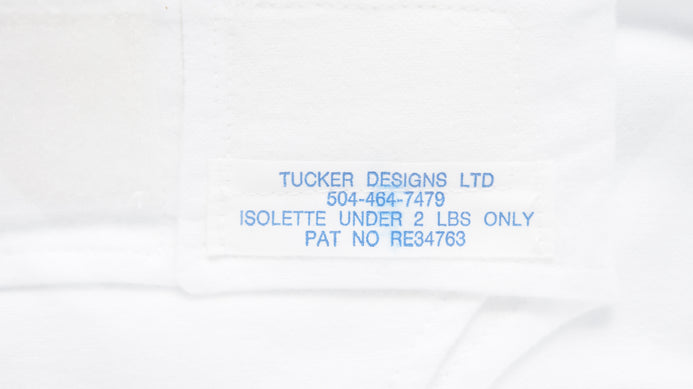 TUCKER DESIGNS LTD
504-464-7479
ISOLETTE UNDER 2 LBS ONLY
PAT NO RE34763